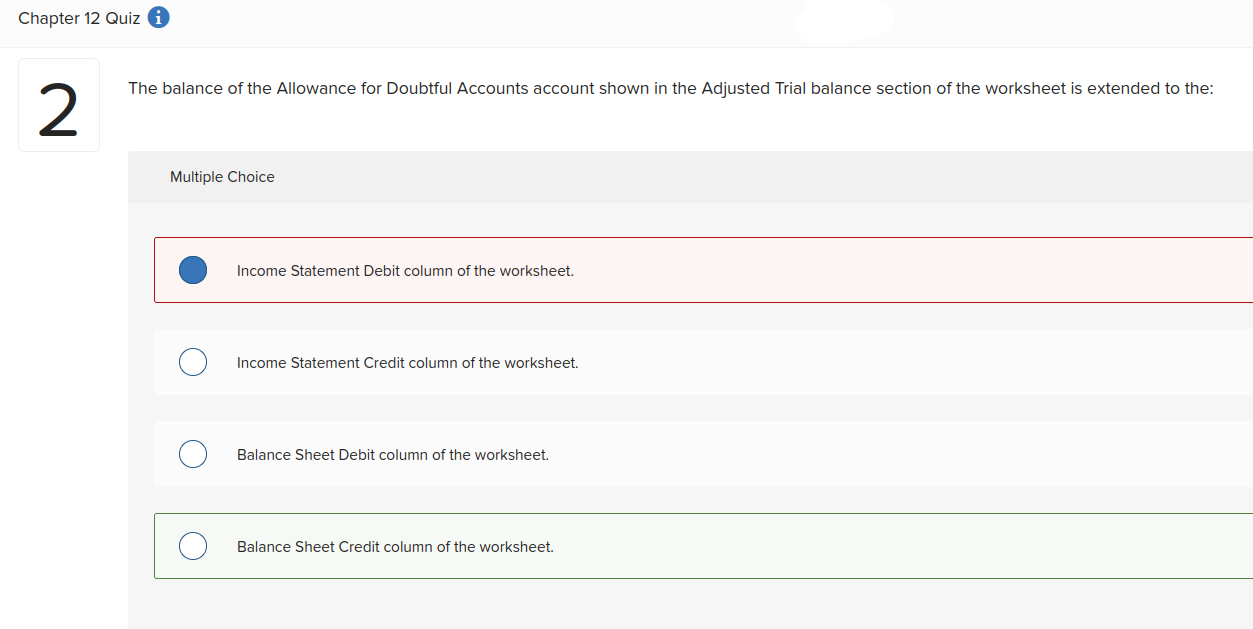 Chapter 12 Quiz i
2
The balance of the Allowance for Doubtful Accounts account shown in the Adjusted Trial balance section of the worksheet is extended to the:
Multiple Choice
Income Statement Debit column of the worksheet.
Income Statement Credit column of the worksheet.
Balance Sheet Debit column of the worksheet.
Balance Sheet Credit column of the worksheet.